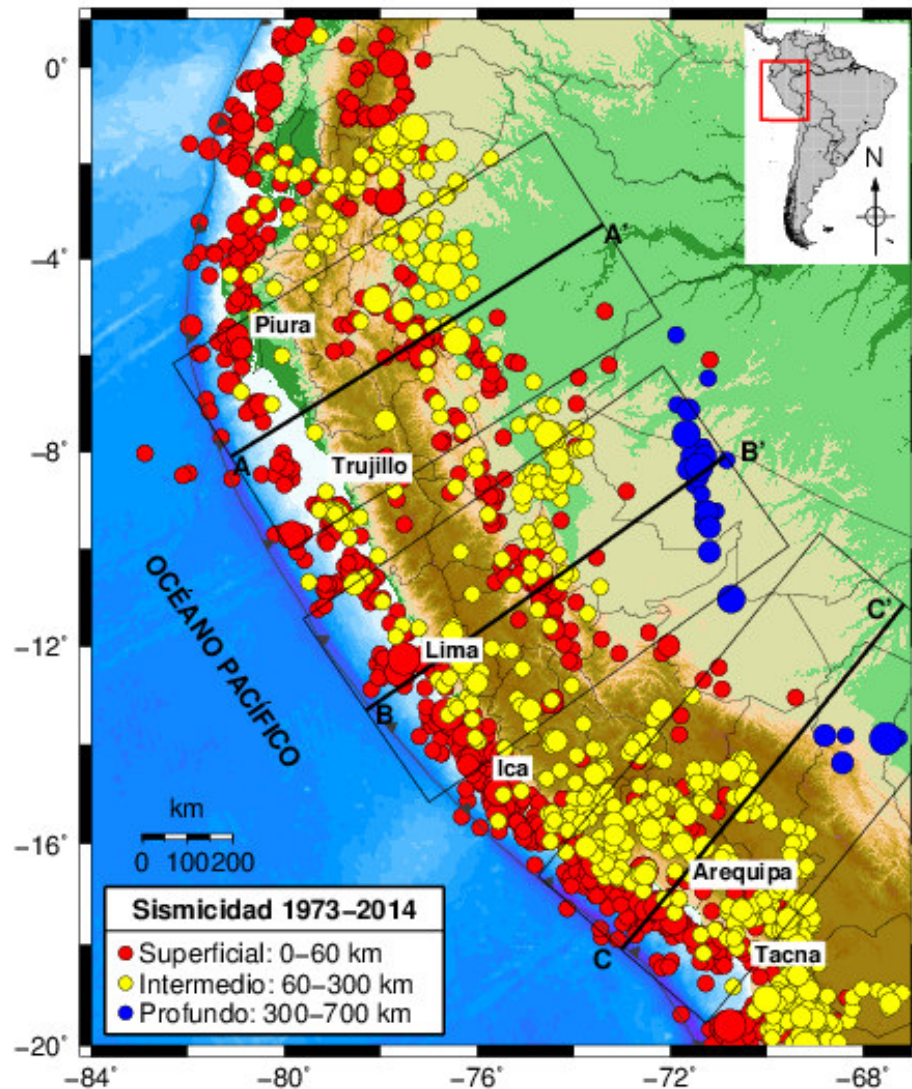 0°
−4°
−8°
−12°
−16°
−20°
−84°
−80°
−76°
−72°
−68°
N
A'
Piura
A
Trujillo
B'
OCÉANO PACÍFICO
C'
Lima
B
Ica
km
0 100200
Arequipa
Tacna
C
Sismicidad 1973−2014
Superficial: 0−60 km
Intermedio: 60−300 km
Profundo: 300−700 km